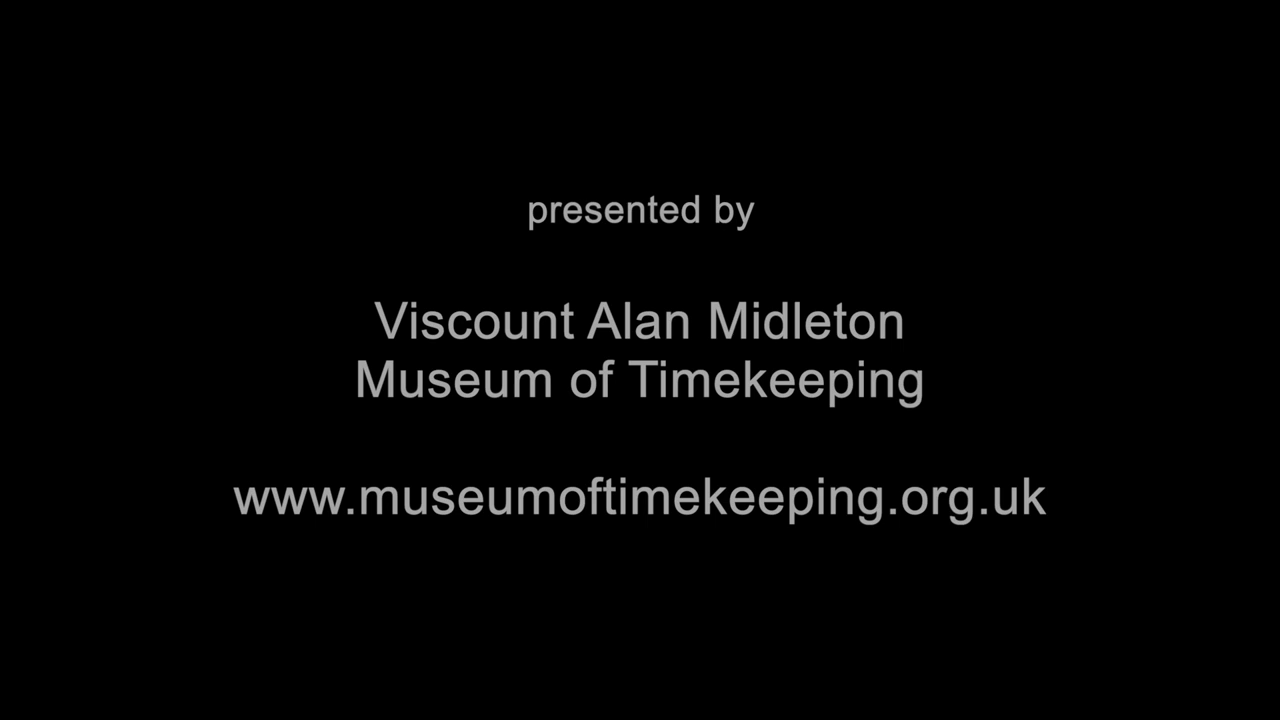 presented by
Viscount Alan Midleton
Museum of Timekeeping
www.museumoftimekeeping.org.uk